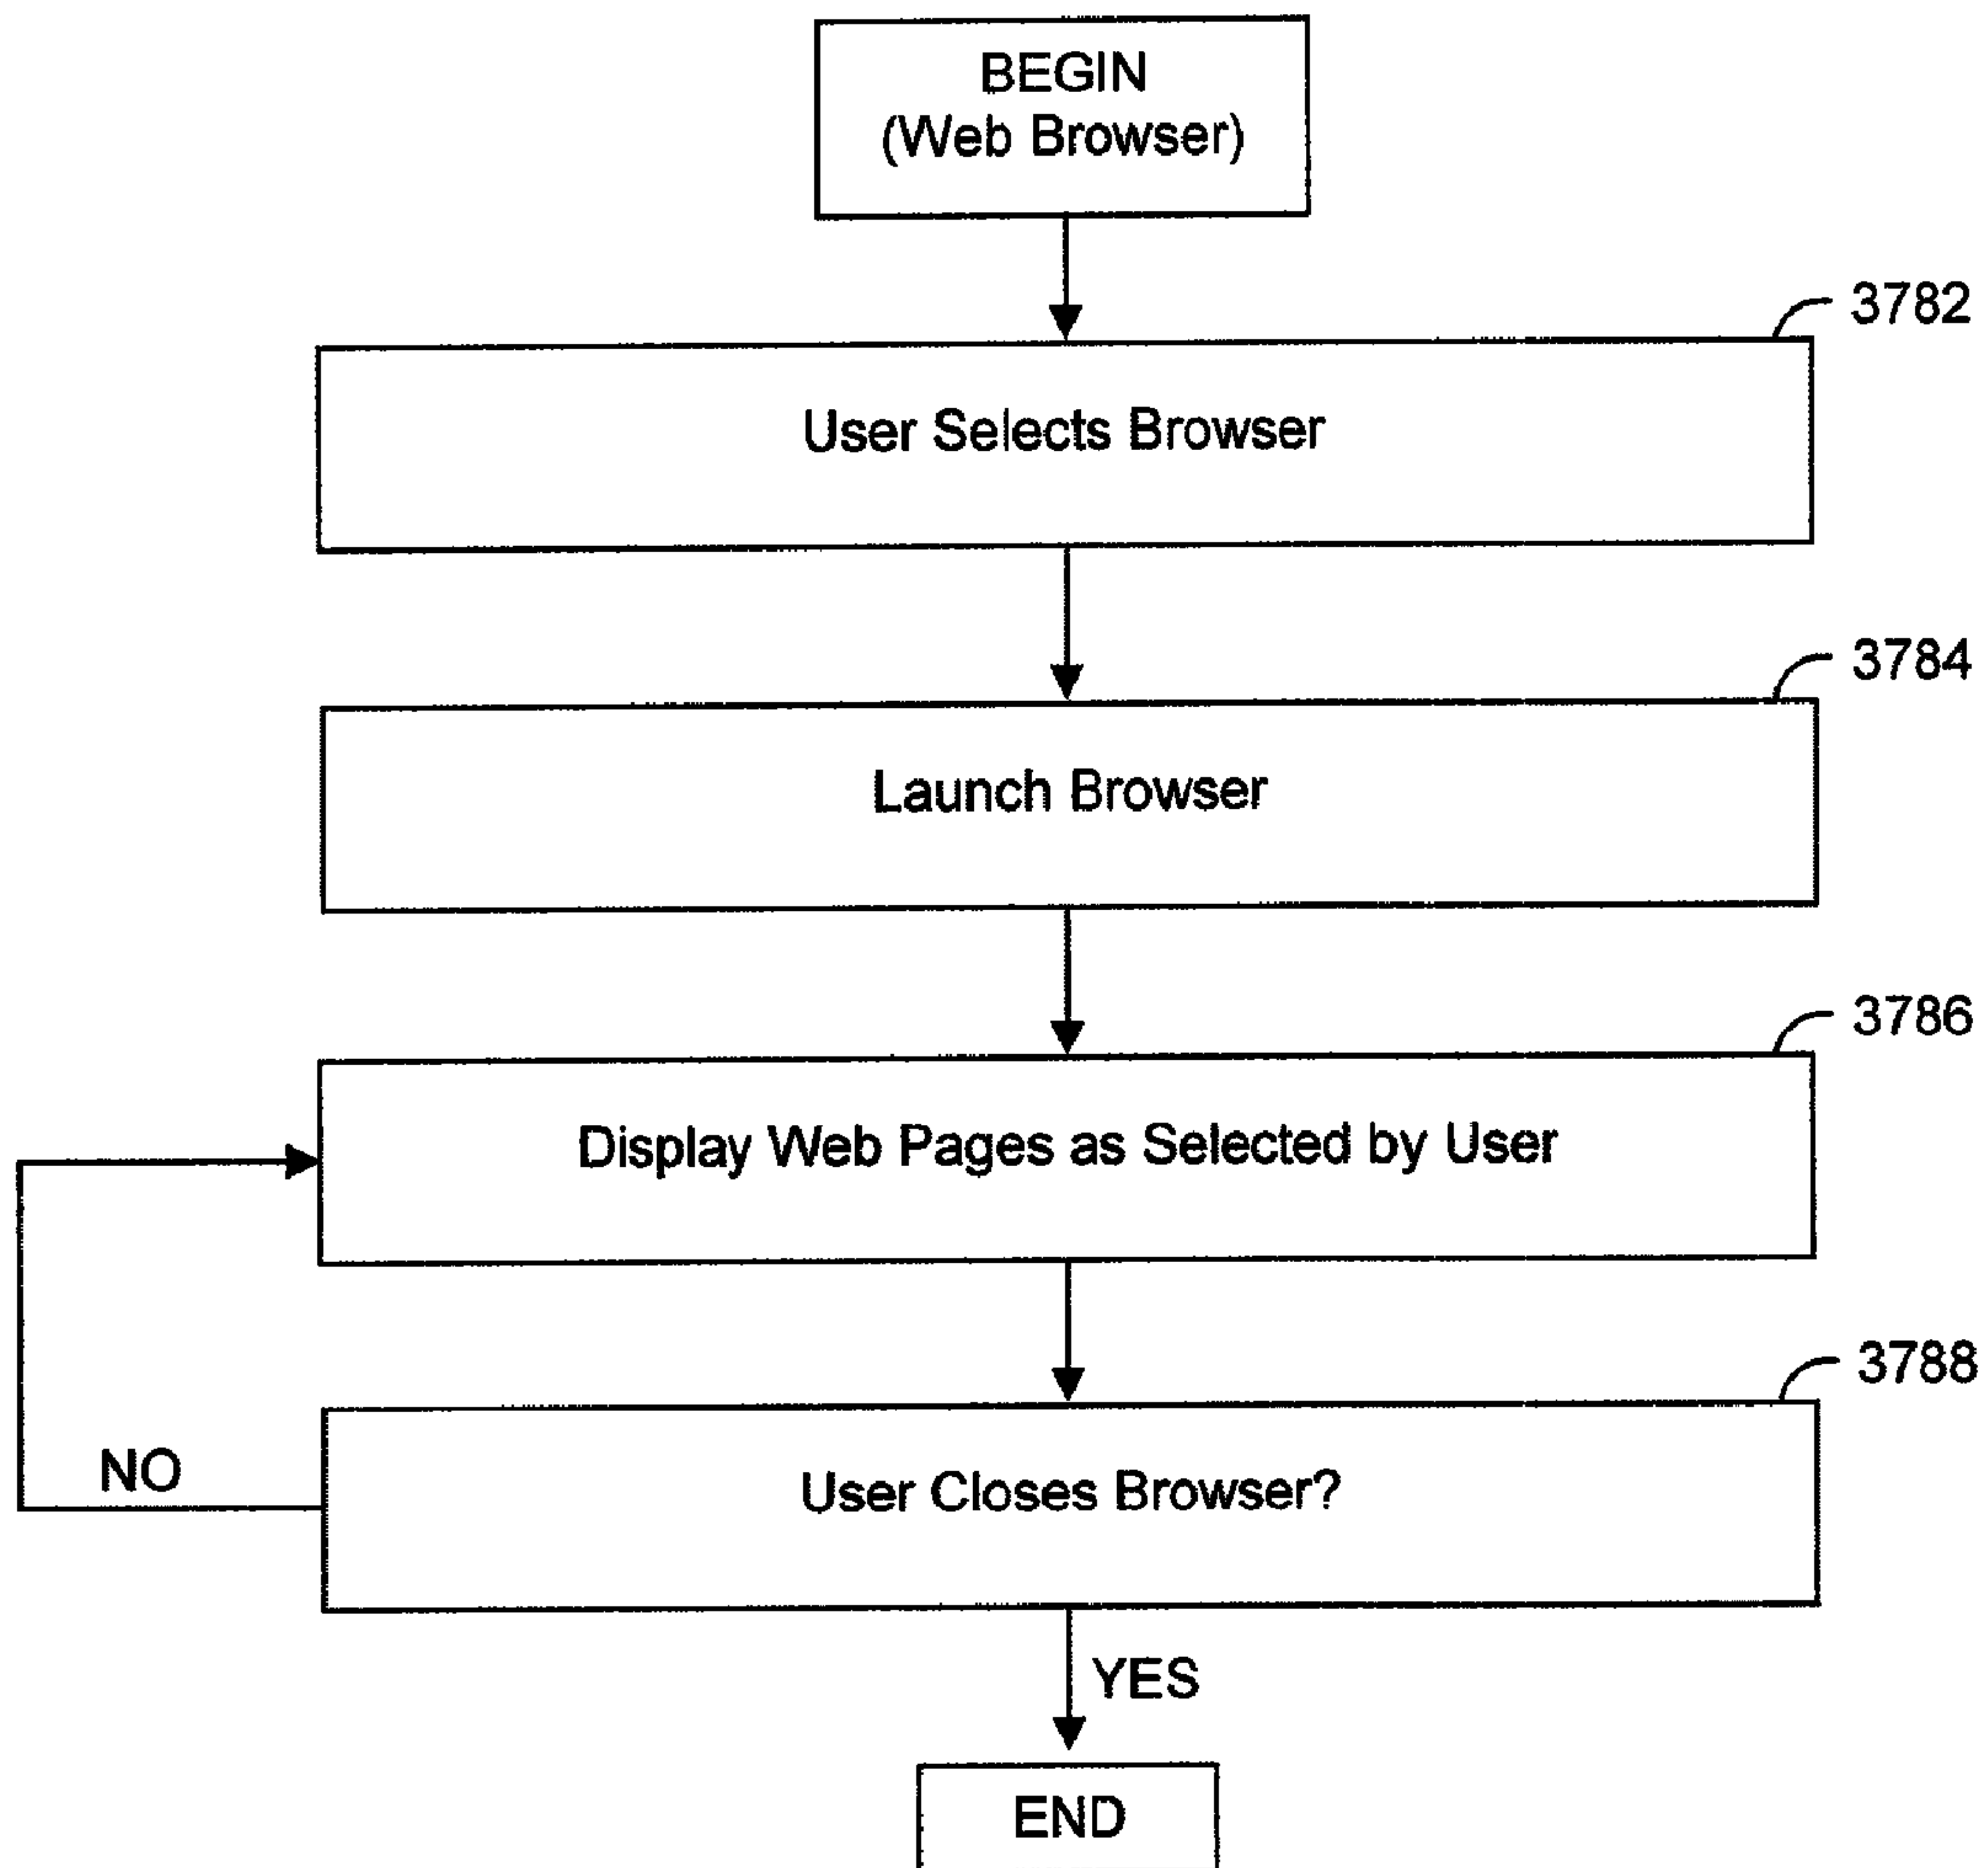 BEGIN
(Web Browser)
3782
User Selects Browser
3784
Launch Browser
3786
Display Web Pages as Selected by User
3788
User Closes Browser?
NO
YES
END